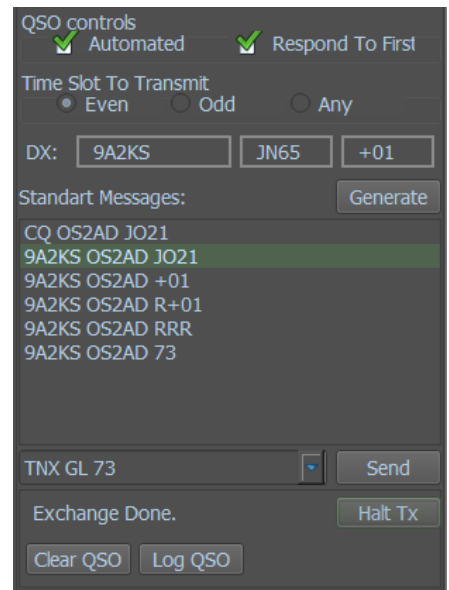 QSO controls
Automated Respond To First
Time Slot To Transmit
Even Odd Any
DX: 9A2KS JN65 +01
Standart Messages: Generate
CQ OS2AD JO21
9A2KS OS2AD JO21
9A2KS OS2AD +01
9A2KS OS2AD R+01
9A2KS OS2AD RRR
9A2KS OS2AD 73
TNX GL 73 Send
Exchange Done. Halt Tx
Clear QSO Log QSO